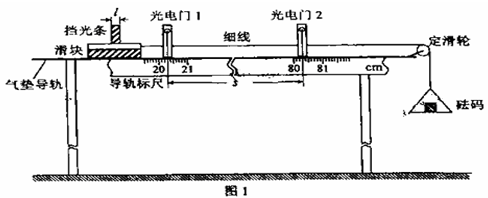 l
挡光条
光电门 1
光电门 2
细线
定滑轮
滑块
气垫导轨
20 21
80 81
cm
导轨标尺
s
砝码
图1